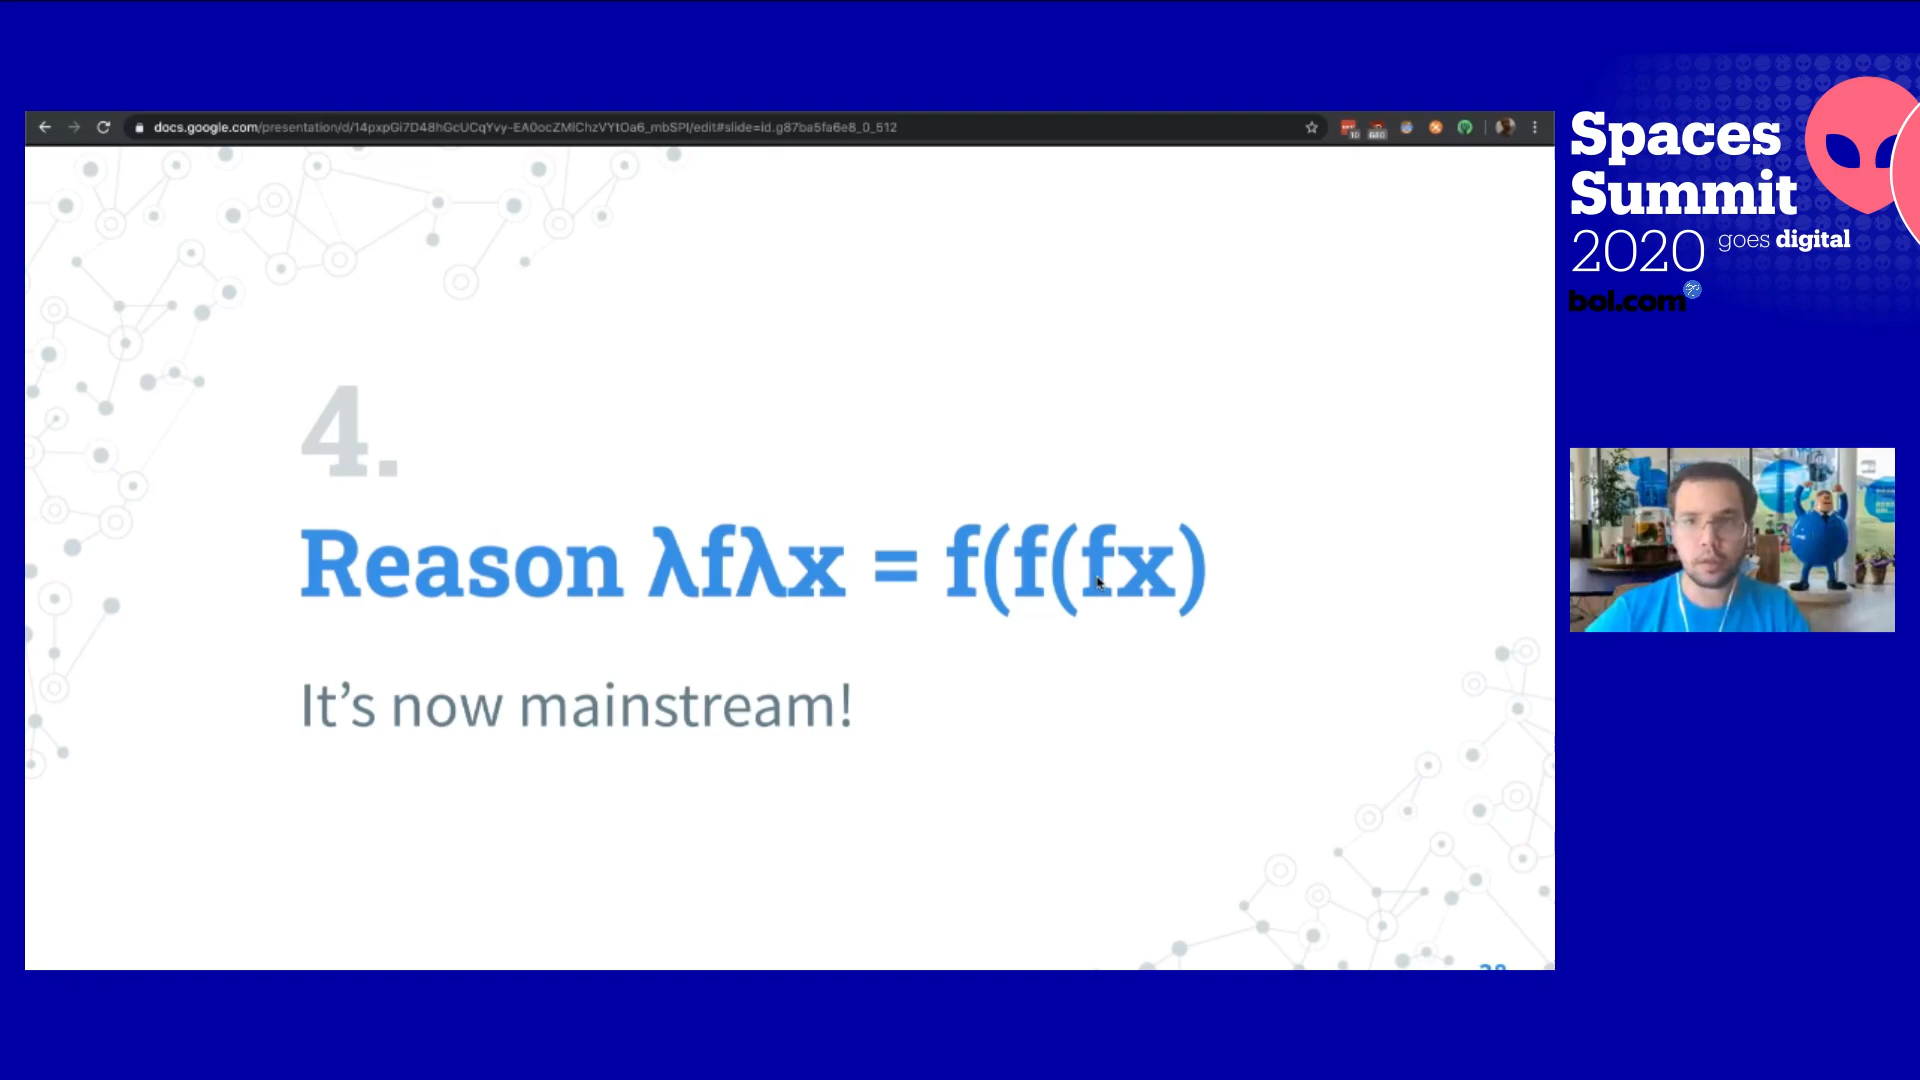 docs.google.com/presentation/d/14pxpGi7D48hGcUCqYvy-EA0ocZMIChzVYtOa6_mbSPI/edit#slide=id.g87ba5fa6e8_0_512
4.
Reason λfλx = f(f(fx)
It’s now mainstream!
Spaces
Summit
2020 goes digital
bol.com